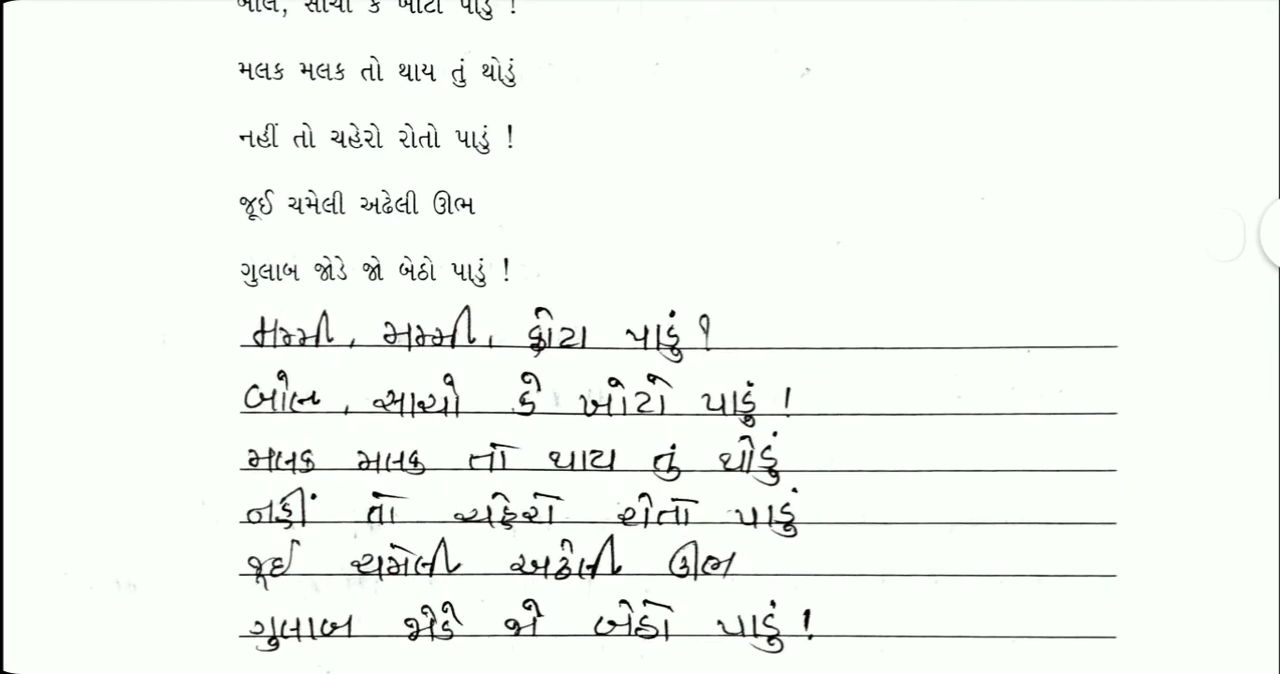 બોલ, સાચો કે ખોટો પાડું !
મલક મલક તો થાય તું થોડું
નહીં તો ચહેરો રોતો પાડું !
જૂઈ ચમેલી અઢેલી ઊભ
ગુલાબ જોડે જો બેઠો પાડું !
મમ્મી, મમ્મી, ફોટા પાડું ?
બોલ, સાચો કે ખોટો પાડું !
મલક મલક તો થાય તું થોડું
નહીં તો ચહેરો રોતો પાડું
જૂઈ ચમેલી અઢેલી ઊભ
ગુલાબ જોડે જો બેઠો પાડું !